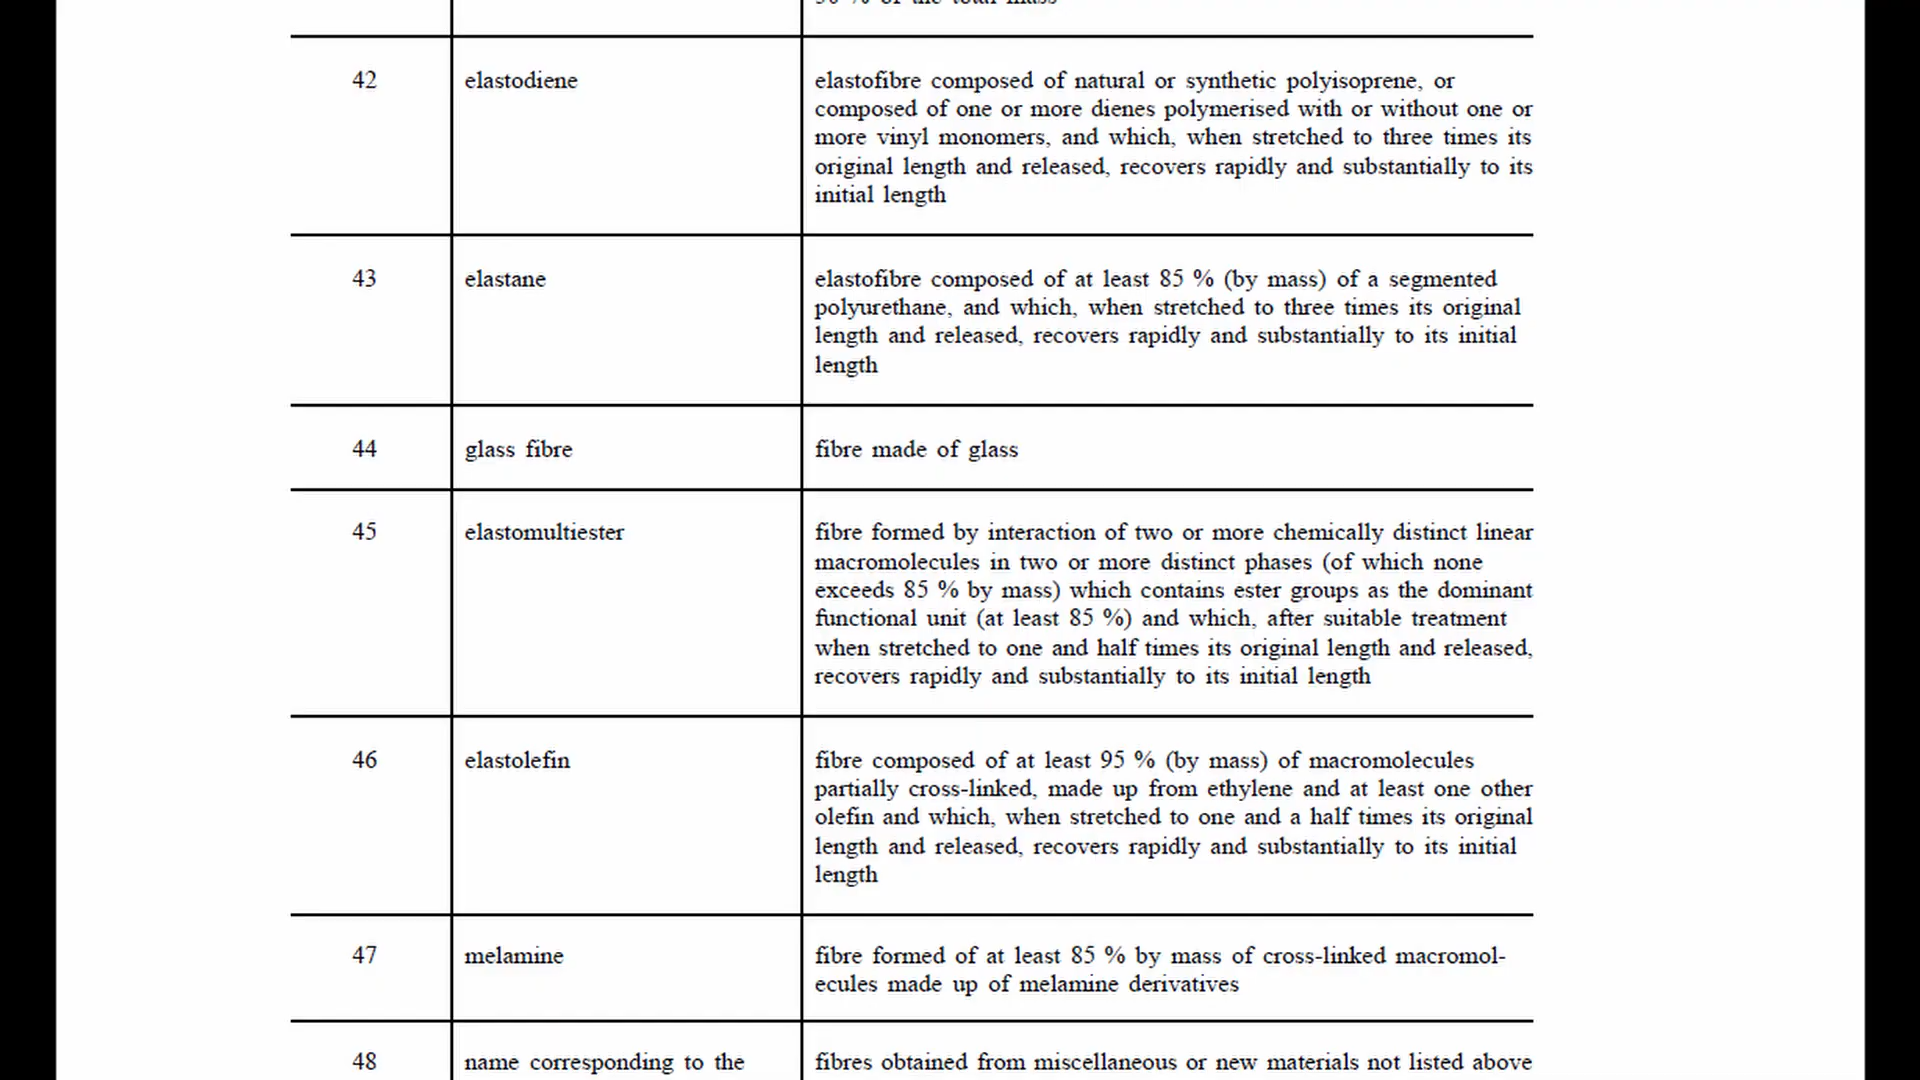 50 % of the total mass
42 elastodiene elastofibre composed of natural or synthetic polyisoprene, or
composed of one or more dienes polymerised with or without one or
more vinyl monomers, and which, when stretched to three times its
original length and released, recovers rapidly and substantially to its
initial length
43 elastane elastofibre composed of at least 85 % (by mass) of a segmented
polyurethane, and which, when stretched to three times its original
length and released, recovers rapidly and substantially to its initial
length
44 glass fibre fibre made of glass
45 elastomultiester fibre formed by interaction of two or more chemically distinct linear
macromolecules in two or more distinct phases (of which none
exceeds 85 % by mass) which contains ester groups as the dominant
functional unit (at least 85 %) and which, after suitable treatment
when stretched to one and half times its original length and released,
recovers rapidly and substantially to its initial length
46 elastolefin fibre composed of at least 95 % (by mass) of macromolecules
partially cross-linked, made up from ethylene and at least one other
olefin and which, when stretched to one and a half times its original
length and released, recovers rapidly and substantially to its initial
length
47 melamine fibre formed of at least 85 % by mass of cross-linked macromol-
ecules made up of melamine derivatives
48 name corresponding to the fibres obtained from miscellaneous or new materials not listed above